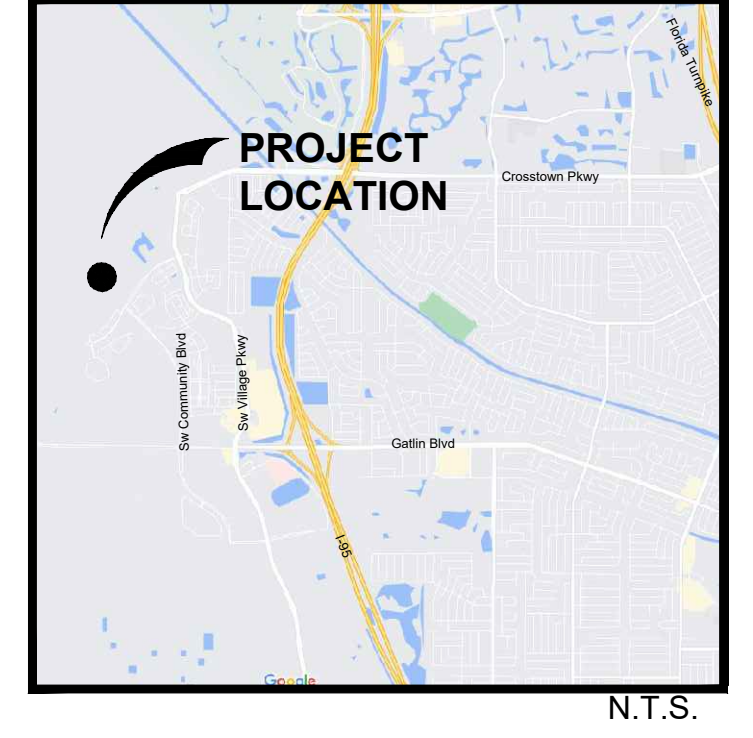 Florida Turnpike
PROJECT
LOCATION
Crosstown Pkwy
Sw Community Blvd
Sw Village Pkwy
Gatlin Blvd
I-95
Google
N.T.S.